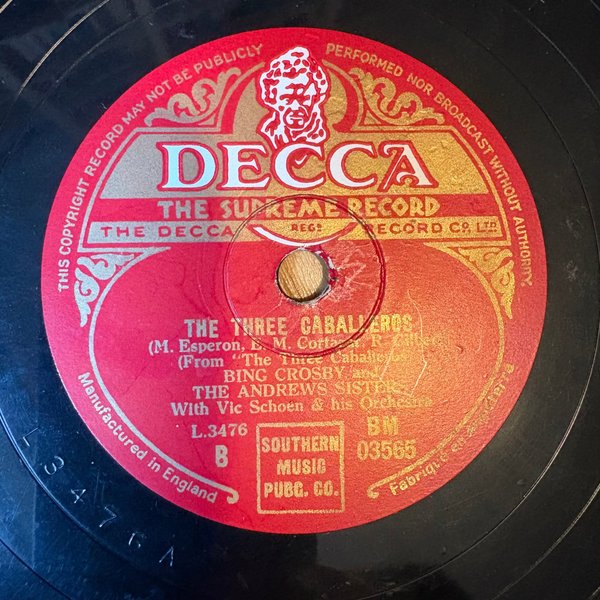 THIS COPYRIGHT RECORD MAY NOT BE PUBLICLY PERFORMED NOR BROADCAST WITHOUT AUTHORITY
DECCA
THE SUPREME RECORD
THE DECCA REGD RECORD CO. LTD
THE THREE CABALLEROS
(M. Esperon, E. M. Cortazar, R. Gilbert)
(From "The Three Caballeros")
BING CROSBY and
THE ANDREWS SISTERS
With Vic Schoen & his Orchestra
L.3476 BM
B 03565
SOUTHERN
MUSIC
PUBG. CO.
Manufactured in England
Fabriqué en Angleterre
L3476A